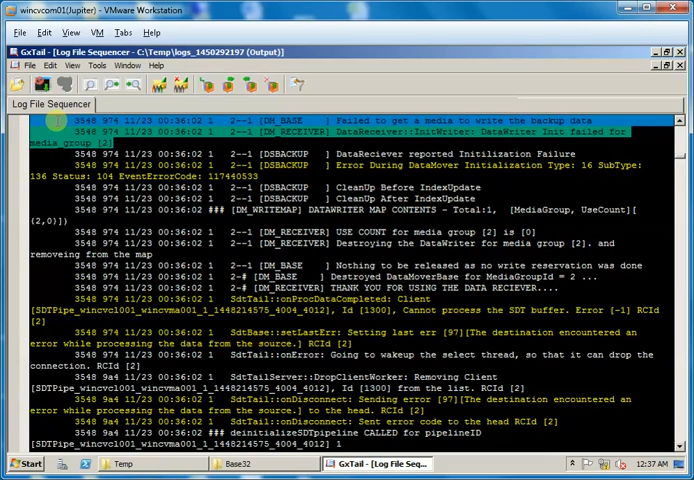 wincvcom01(Jupiter) - VMware Workstation
File Edit View VM Tabs Help
GxTail - [Log File Sequencer - C:\Temp\logs_1450292197 (Output)]
File Edit View Tools Window Help
Log File Sequencer
3548 974 11/23 00:36:02 1 2--1 [DM_BASE ] Failed to get a media to write the backup data
3548 974 11/23 00:36:02 1 2--1 [DM_RECEIVER] DataReceiver::InitWriter: DataWriter Init failed for
media_group [2]
3548 974 11/23 00:36:02 1 2--1 [DSBACKUP ] DataReciever reported Initilization Failure
3548 974 11/23 00:36:02 1 2--1 [DSBACKUP ] Error During DataMover Initilization Type: 16 SubType:
136 Status: 104 EventErrorCode: 117440533
3548 974 11/23 00:36:02 1 2--1 [DSBACKUP ] CleanUp Before IndexUpdate
3548 974 11/23 00:36:02 1 2--1 [DSBACKUP ] CleanUp After IndexUpdate
3548 974 11/23 00:36:02 ### [DM_WRITEMAP] DATAWRITER MAP CONTENTS - Total:1, [MediaGroup, UseCount][
(2,0)])
3548 974 11/23 00:36:02 1 2--1 [DM_RECEIVER] USE COUNT for media group [2] is [0]
3548 974 11/23 00:36:02 1 2--1 [DM_RECEIVER] Destroying the DataWriter for media group [2]. and
removeing from the map
3548 974 11/23 00:36:02 1 2--1 [DM_BASE ] Nothing to be released as no write reservation was done
3548 974 11/23 00:36:02 1 2-# [DM_BASE ] Destroyed DataMoverBase for MediaGroupId = 2 ...
3548 974 11/23 00:36:02 1 2-# [DM_RECEIVER] THANK YOU FOR USING THE DATA RECIEVER....
3548 974 11/23 00:36:02 1 SdtTail::onProcDataCompleted: Client
[SDTPipe_wincvcl001_wincvma001_1_1448214575_4004_4012], Id [1300], Cannot process the SDT buffer. Error [-1] RCId
[2]
3548 974 11/23 00:36:02 1 SdtBase::setLastErr: Setting last err [97][The destination encountered an
error while processing the data from the source.] RCId [2]
3548 974 11/23 00:36:02 1 SdtTail::onError: Going to wakeup the select thread, so that it can drop the
connection. RCId [2]
3548 9a4 11/23 00:36:02 1 SdtTailServer::DropClientWorker: Removing Client
[SDTPipe_wincvcl001_wincvma001_1_1448214575_4004_4012], Id [1300] from the list. RCId [2]
3548 9a4 11/23 00:36:02 1 SdtTail::onDisconnect: Sending error [97][The destination encountered an
error while processing the data from the source.] to the head. RCId [2]
3548 9a4 11/23 00:36:02 1 SdtTail::onDisconnect: Sent error code to the head RCId [2]
3548 9a4 11/23 00:36:02 ### deinitializeSDTpipeline CALLED for pipelineID
[SDTPipe_wincvcl001_wincvma001_1_1448214575_4004_4012] 1
Start Temp Base32 GxTail - [Log File Seq... 12:37 AM